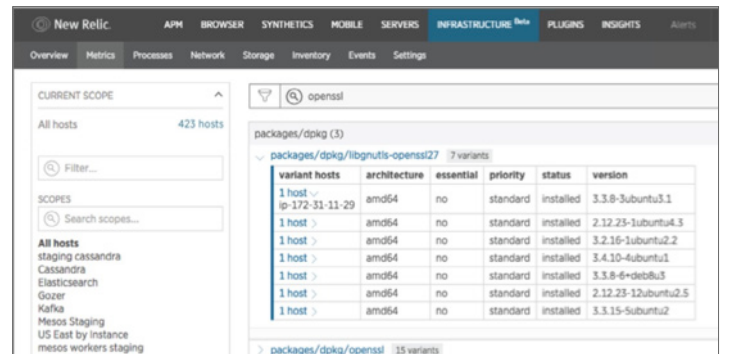 New Relic. APM BROWSER SYNTHETICS MOBILE SERVERS INFRASTRUCTURE Beta PLUGINS INSIGHTS Alerts
Overview Metrics Processes Network Storage Inventory Events Settings
CURRENT SCOPE
All hosts 423 hosts
Filter...
SCOPES
Search scopes...
All hosts
staging cassandra
Cassandra
Elasticsearch
Gozer
Kafka
Mesos Staging
US East by Instance
mesos workers staging
openssl
packages/dpkg (3)
packages/dpkg/libgnutls-openssl27 7 variants
variant hosts architecture essential priority status version
1 host
ip-172-31-11-29 amd64 no standard installed 3.3.8-3ubuntu3.1
1 host amd64 no standard installed 2.12.23-1ubuntu4.3
1 host amd64 no standard installed 3.2.16-1ubuntu2.2
1 host amd64 no standard installed 3.4.10-4ubuntu1
1 host amd64 no standard installed 3.3.8-6+deb8u3
1 host amd64 no standard installed 2.12.23-12ubuntu2.5
1 host amd64 no standard installed 3.3.15-5ubuntu2
packages/dpkg/openssl 15 variants